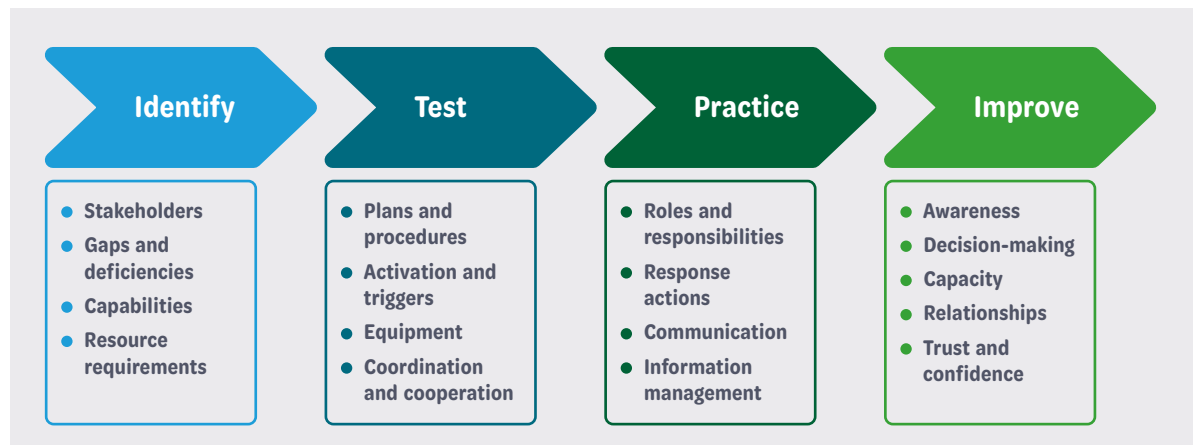 Identify
Stakeholders
Gaps and
deficiencies
Capabilities
Resource
requirements
Test
Plans and
procedures
Activation and
triggers
Equipment
Coordination
and cooperation
Practice
Roles and
responsibilities
Response
actions
Communication
Information
management
Improve
Awareness
Decision-making
Capacity
Relationships
Trust and
confidence